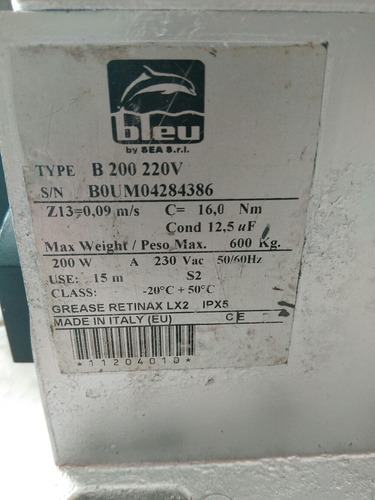 bleu
by SEA S.r.l.
TYPE B 200 220V
S/N B0UM04284386
Z13=0,09 m/s C= 16,0 Nm
Cond 12,5 uF
Max Weight / Peso Max. 600 Kg.
200 W A 230 Vac 50/60Hz
USE: 15 m S2
CLASS: -20°C + 50°C
GREASE RETINAX LX2 IPX5
MADE IN ITALY (EU) CE
*11204010*